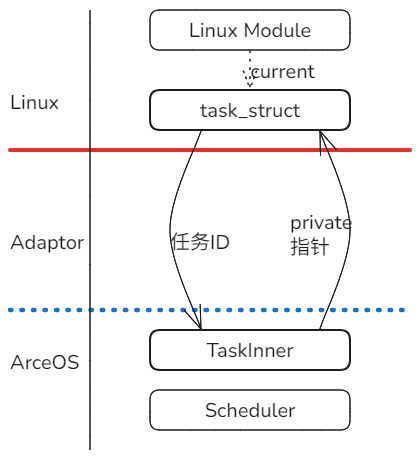 Linux Module
current
Linux
task_struct
private
Adaptor
任务ID
指针
TaskInner
ArceOS
Scheduler